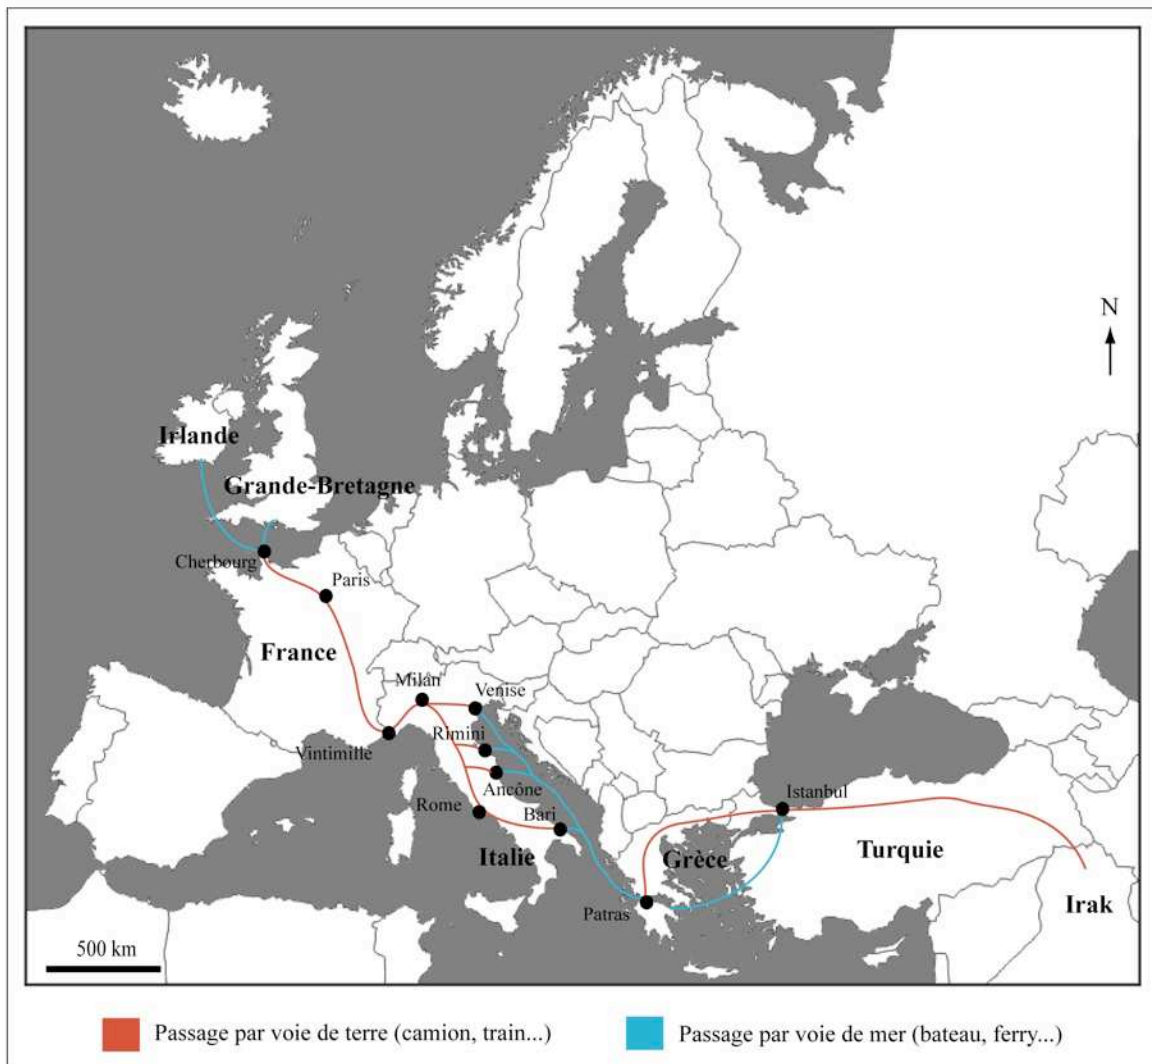 N
Irlande
Grande-Bretagne
Cherbourg
Paris
France
Milan
Venise
Vintimille
Rimini
Ancône
Rome
Bari
Italie
Istanbul
Grèce
Turquie
Patras
Irak
500 km
Passage par voie de terre (camion, train...)
Passage par voie de mer (bateau, ferry...)